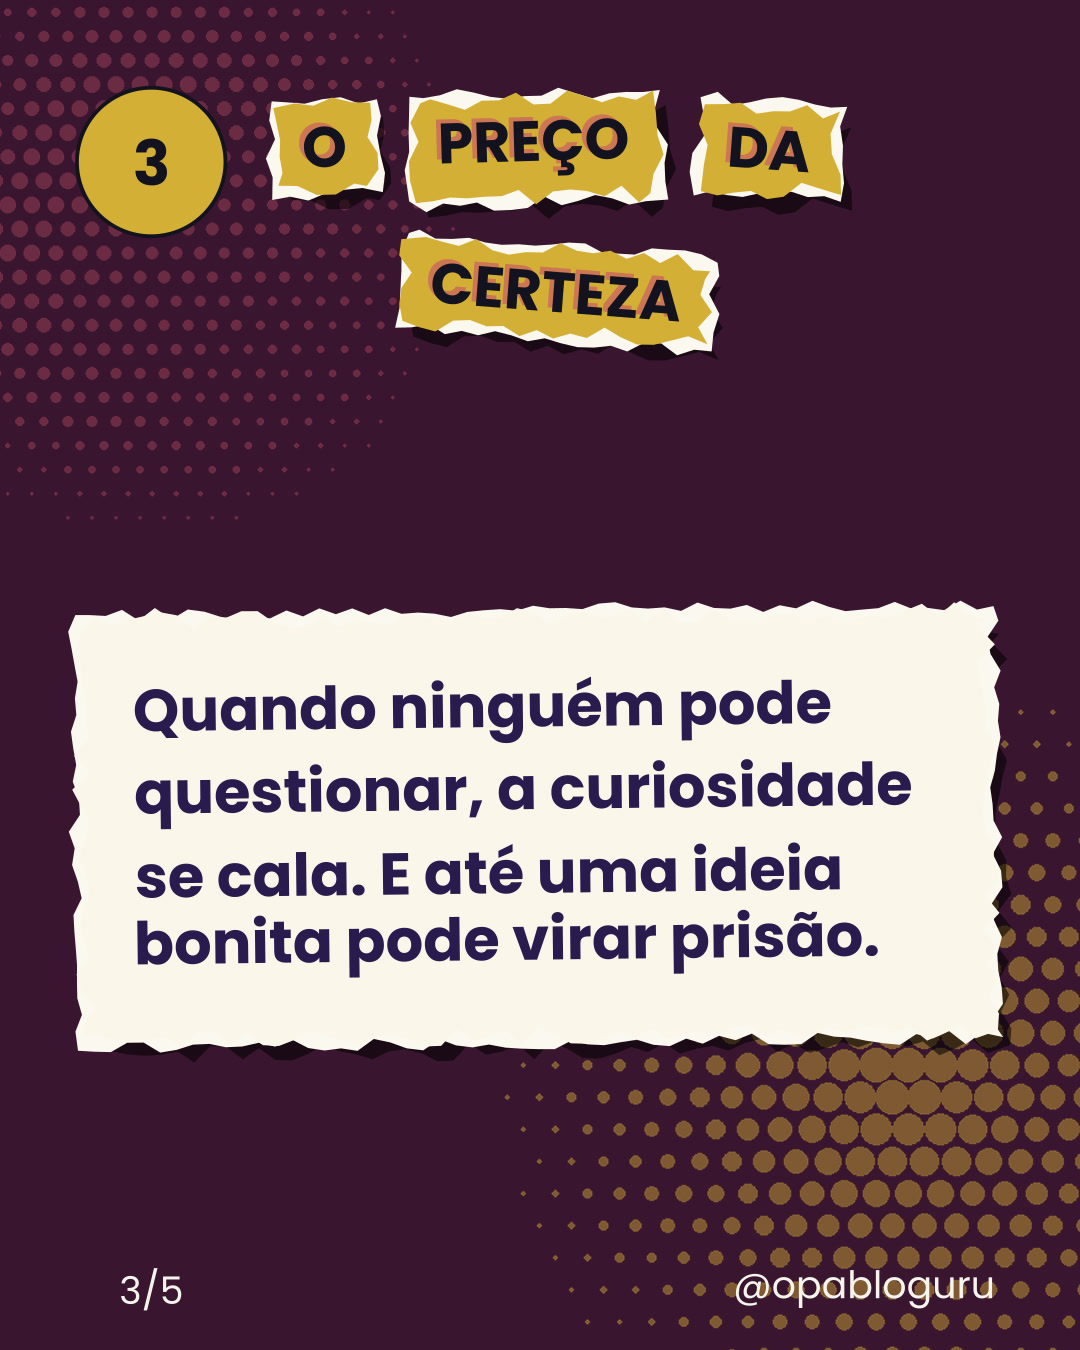 3
O PREÇO DA
CERTEZA
Quando ninguém pode
questionar, a curiosidade
se cala. E até uma ideia
bonita pode virar prisão.
3/5
@opabloguru